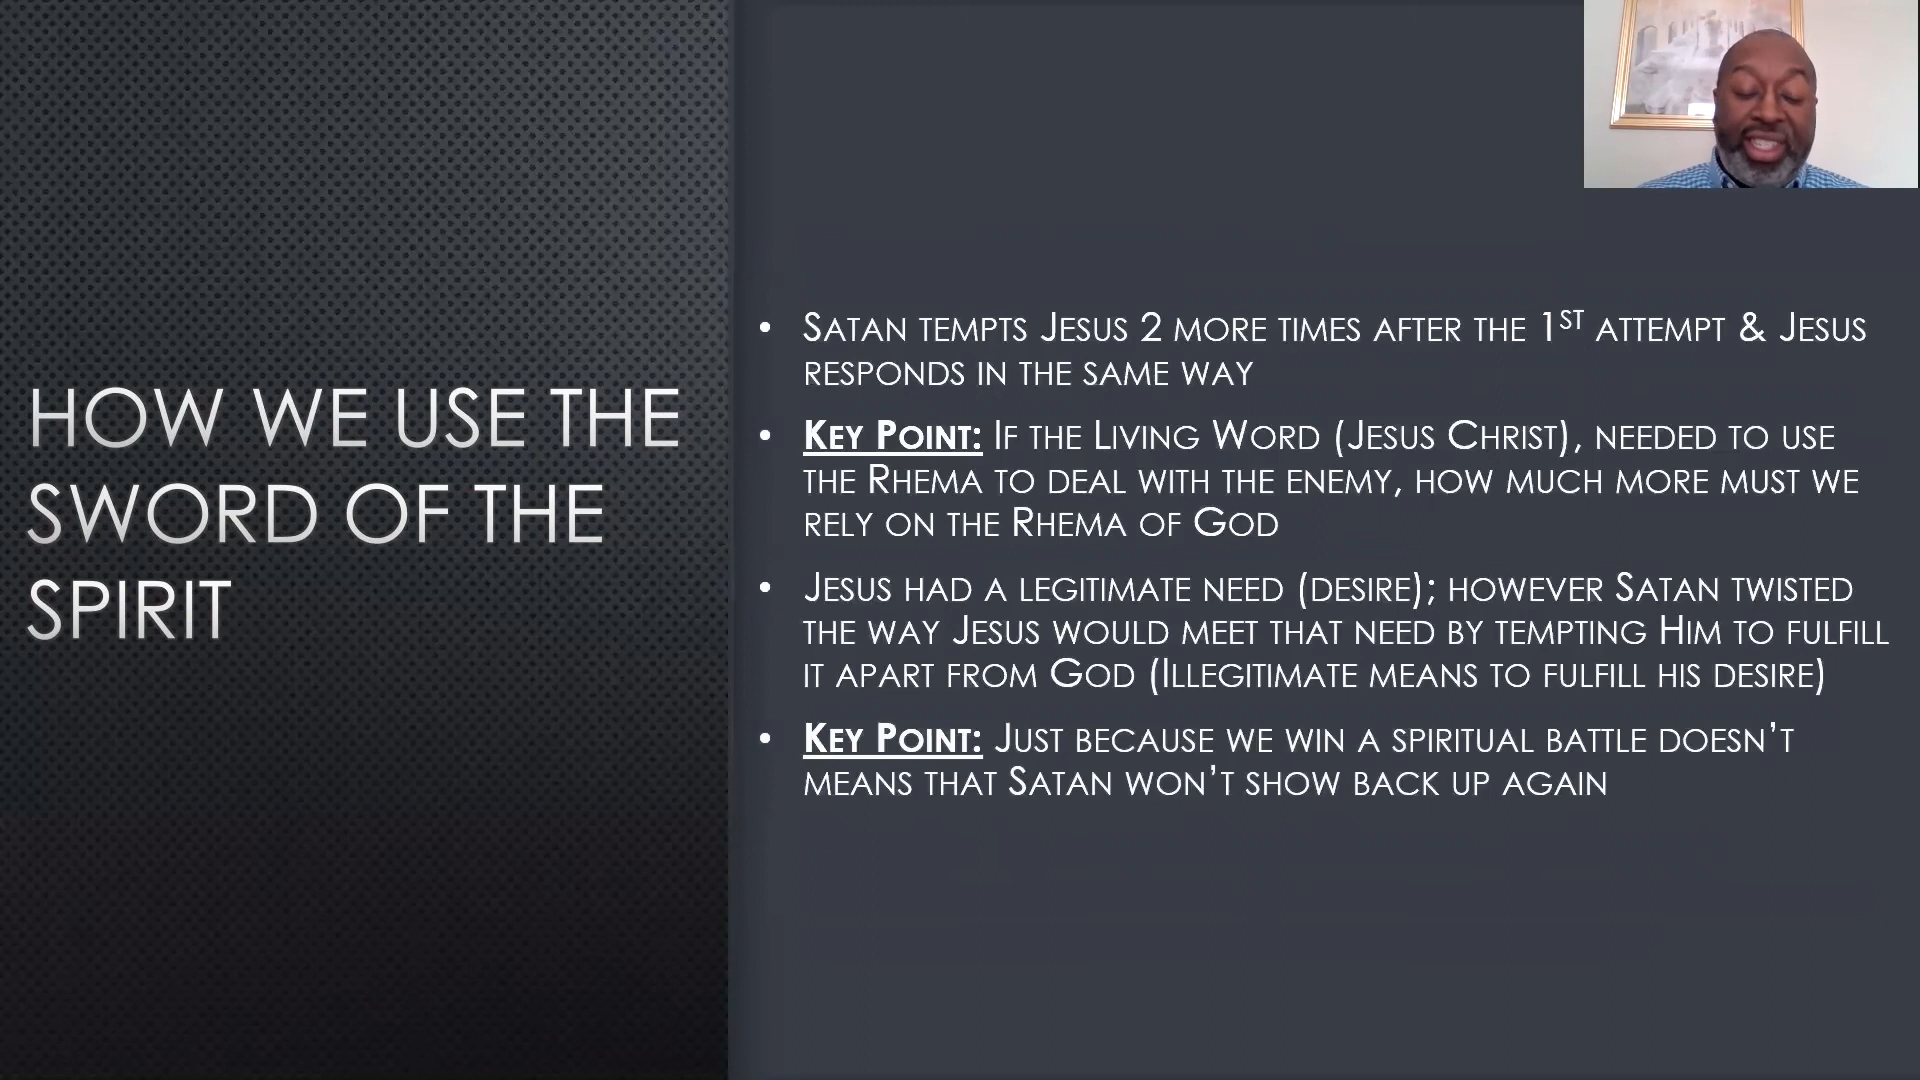 HOW WE USE THE
SWORD OF THE
SPIRIT
• SATAN TEMPTS JESUS 2 MORE TIMES AFTER THE 1ST ATTEMPT & JESUS
RESPONDS IN THE SAME WAY
• KEY POINT: IF THE LIVING WORD (JESUS CHRIST), NEEDED TO USE
THE RHEMA TO DEAL WITH THE ENEMY, HOW MUCH MORE MUST WE
RELY ON THE RHEMA OF GOD
• JESUS HAD A LEGITIMATE NEED (DESIRE); HOWEVER SATAN TWISTED
THE WAY JESUS WOULD MEET THAT NEED BY TEMPTING HIM TO FULFILL
IT APART FROM GOD (ILLEGITIMATE MEANS TO FULFILL HIS DESIRE)
• KEY POINT: JUST BECAUSE WE WIN A SPIRITUAL BATTLE DOESN'T
MEANS THAT SATAN WON'T SHOW BACK UP AGAIN